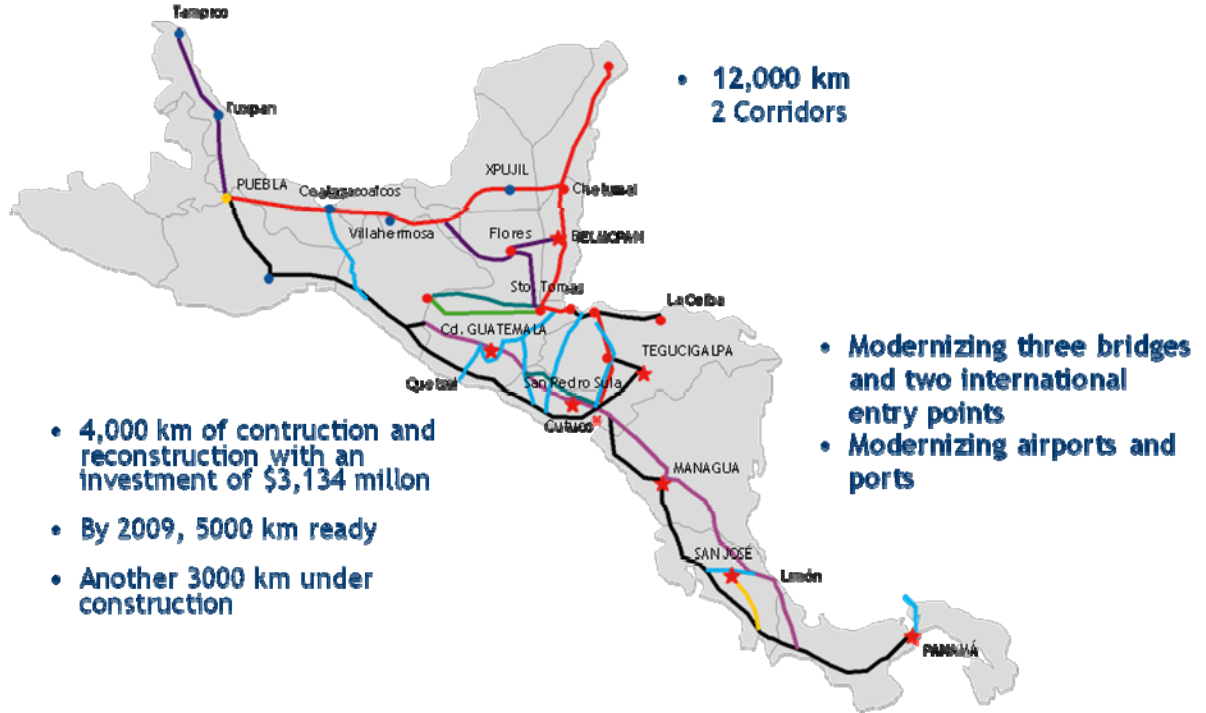 Tampico
Tuxpan
• 12,000 km
2 Corridors
PUEBLA
XPUJIL
Chetumal
Villahermosa
Flores
BELMOPAN
Sto. Tomas
La Ceiba
Cd. GUATEMALA
TEGUCIGALPA
Quetzal
San Pedro Sula
Cutuco
• Modernizing three bridges
and two international
entry points
• Modernizing airports and
ports
• 4,000 km of contruction and
reconstruction with an
investment of $3,134 millon
• By 2009, 5000 km ready
• Another 3000 km under
construction
MANAGUA
SAN JOSÉ
Limón
PANAMÁ